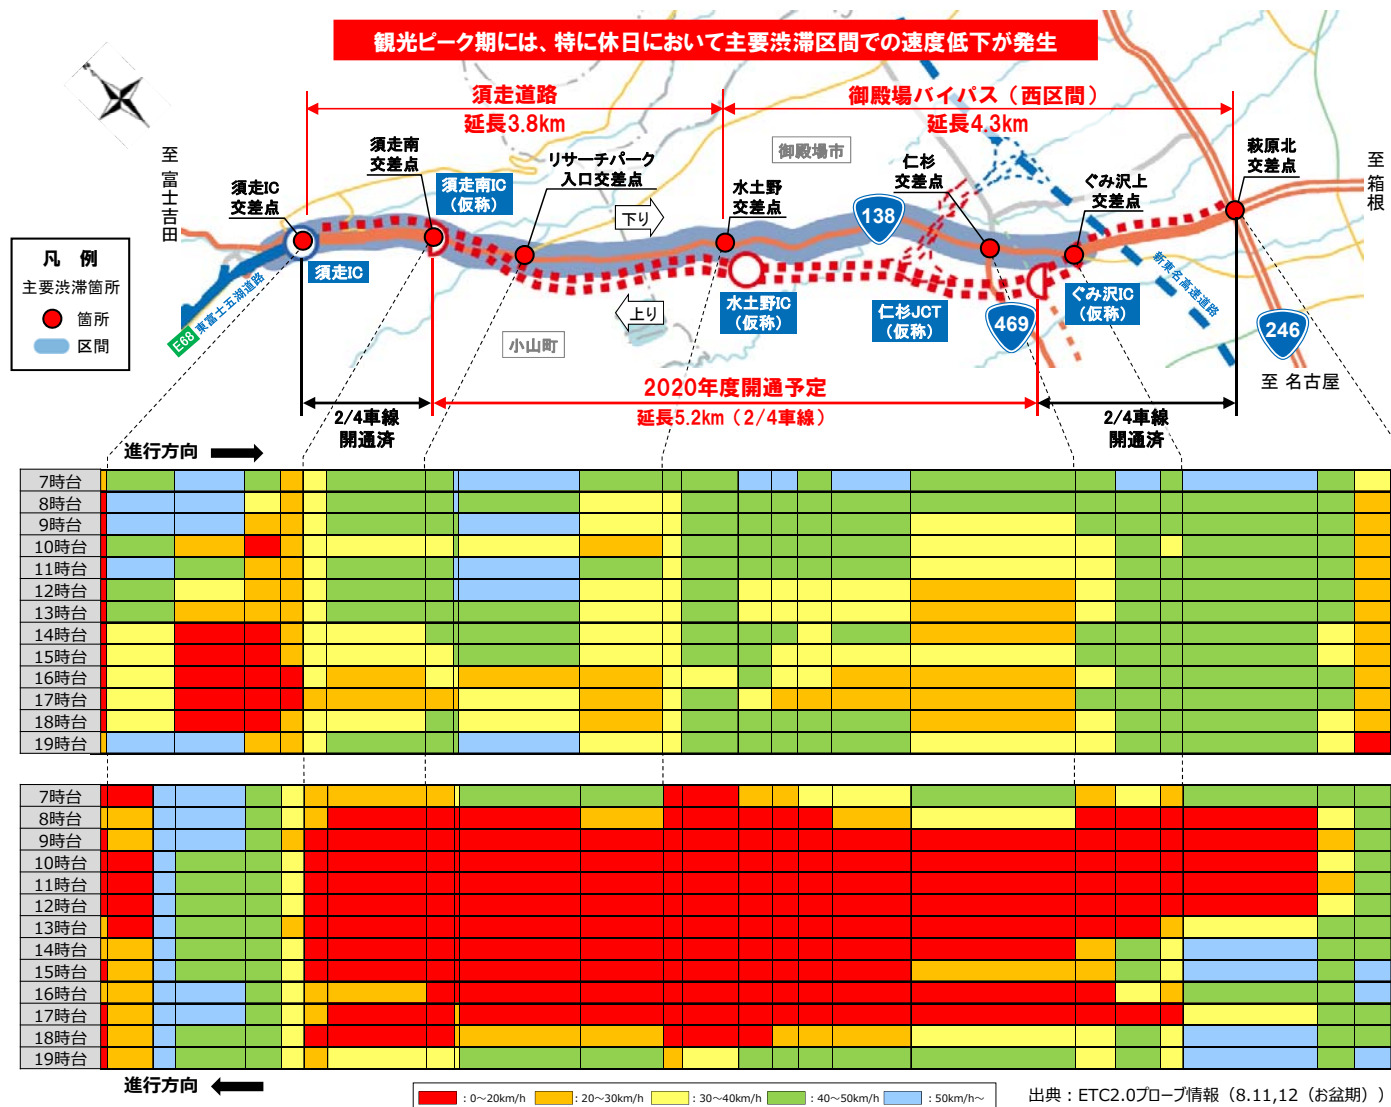 観光ピーク期には、特に休日において主要渋滞区間での速度低下が発生
須走道路
延長3.8km
御殿場バイパス（西区間）
延長4.3km
至 富士吉田
須走IC
交差点
須走南
交差点
須走南IC
（仮称）
リサーチパーク
入口交差点
下り
御殿場市
水土野
交差点
138
仁杉
交差点
ぐみ沢上
交差点
萩原北
交差点
至 箱根
凡 例
主要渋滞箇所
箇所
区間
須走IC
E68 東富士五湖道路
上り
小山町
水土野IC
（仮称）
仁杉JCT
（仮称）
469
ぐみ沢IC
（仮称）
新東名高速道路
246
至 名古屋
2/4車線
開通済
2020年度開通予定
延長5.2km（2/4車線）
2/4車線
開通済
進行方向
7時台
8時台
9時台
10時台
11時台
12時台
13時台
14時台
15時台
16時台
17時台
18時台
19時台
7時台
8時台
9時台
10時台
11時台
12時台
13時台
14時台
15時台
16時台
17時台
18時台
19時台
進行方向
：0～20km/h ：20～30km/h ：30～40km/h ：40～50km/h ：50km/h～
出典：ETC2.0プローブ情報（8.11,12（お盆期））